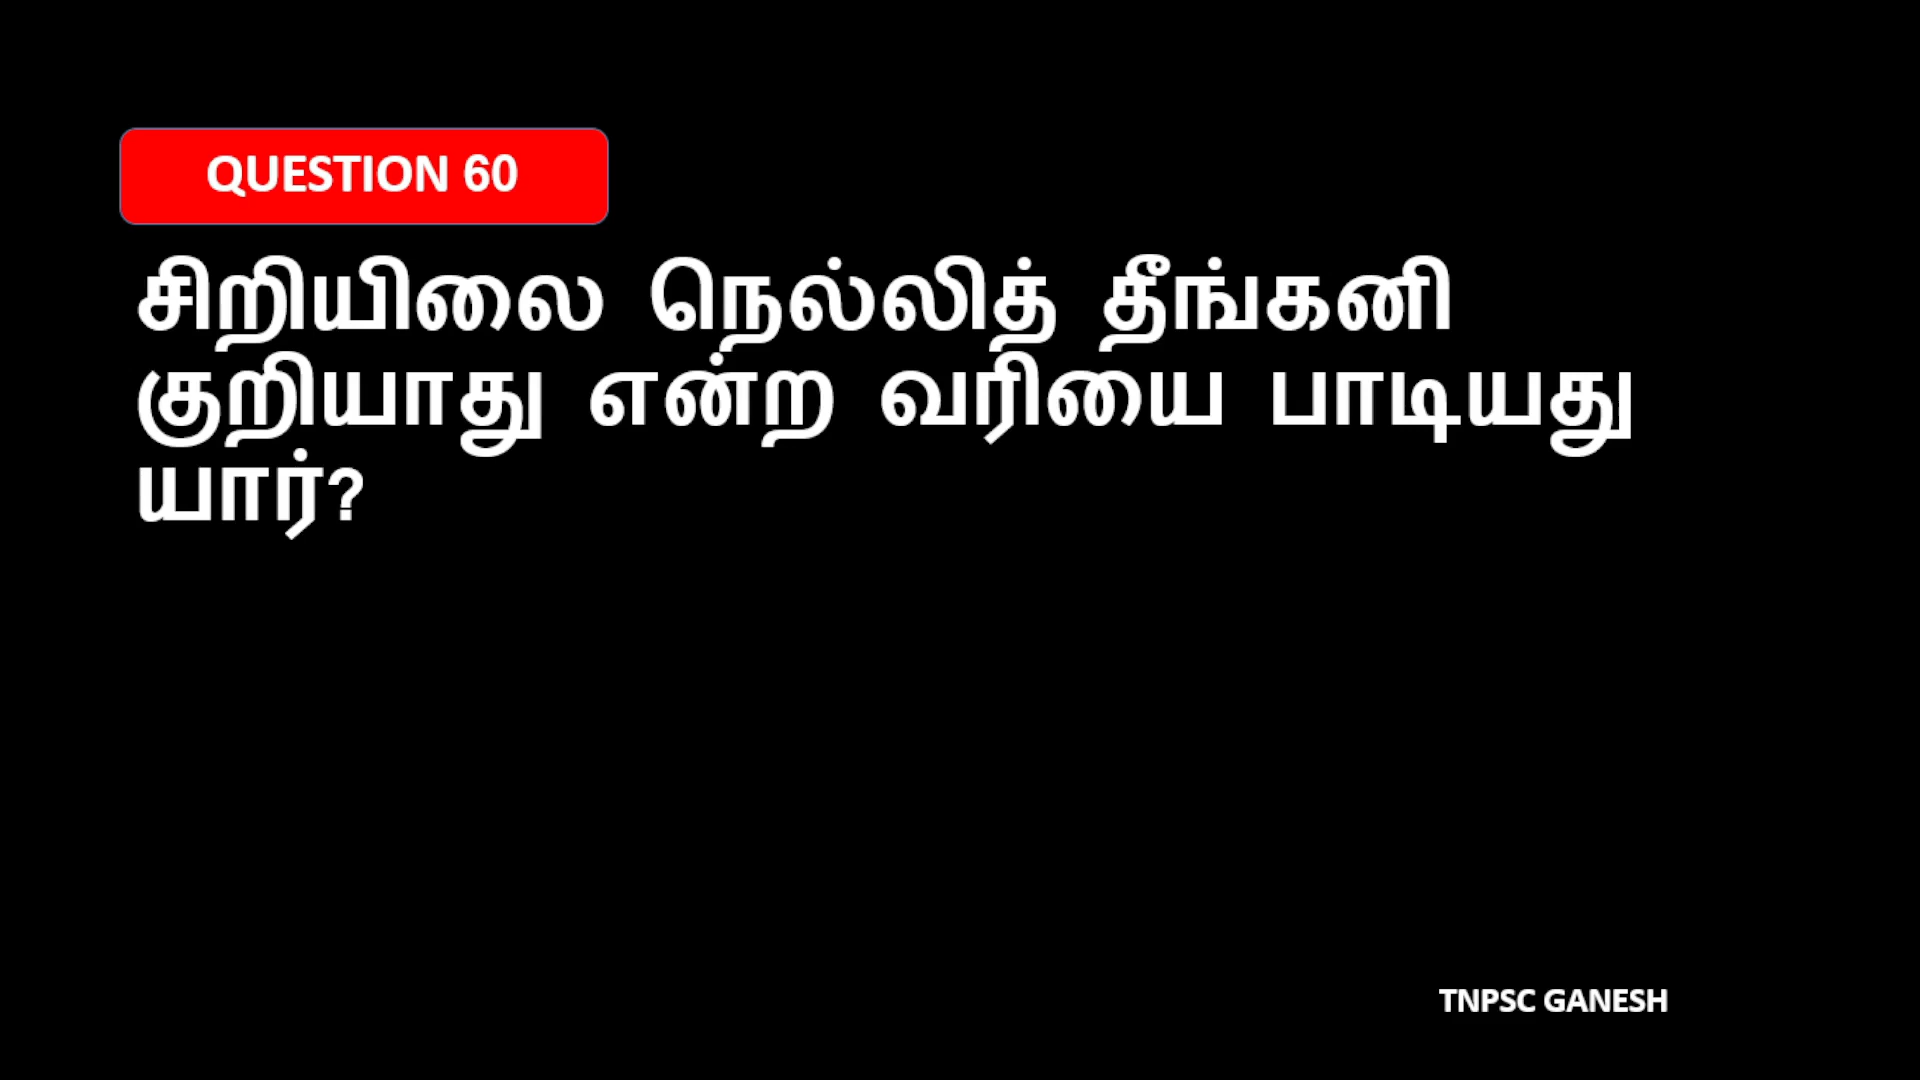 QUESTION 60
சிறியிலை நெல்லித் தீங்கனி
குறியாது என்ற வரியை பாடியது
யார்?
TNPSC GANESH